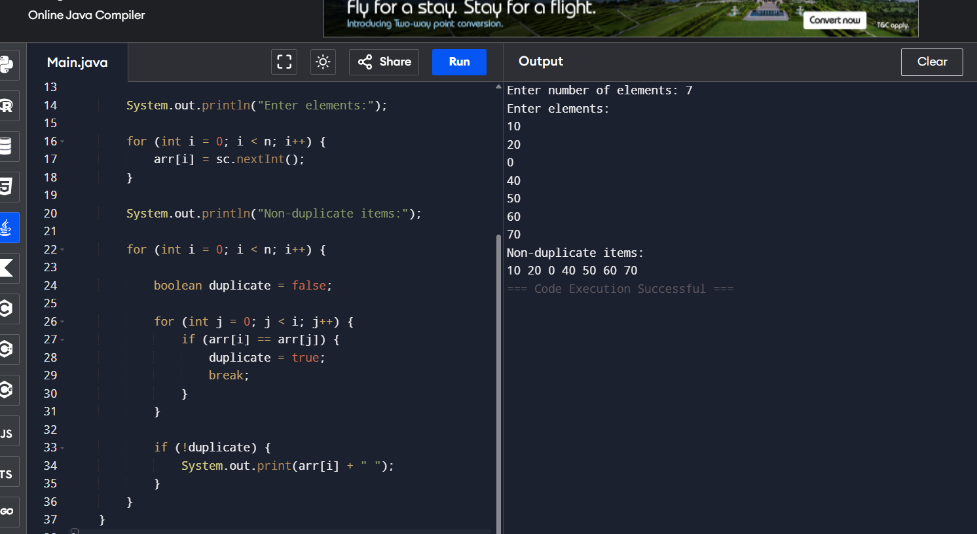 Online Java Compiler
Fly for a stay. Stay for a flight.
Introducing Two-way point conversion.
Convert now
T&C apply.
Main.java
Share
Run
Output
Clear
13
14 System.out.println("Enter elements:");
15
16 for (int i = 0; i < n; i++) {
17 arr[i] = sc.nextInt();
18 }
19
20 System.out.println("Non-duplicate items:");
21
22 for (int i = 0; i < n; i++) {
23
24 boolean duplicate = false;
25
26 for (int j = 0; j < i; j++) {
27 if (arr[i] == arr[j]) {
28 duplicate = true;
29 break;
30 }
31 }
32
33 if (!duplicate) {
34 System.out.print(arr[i] + " ");
35 }
36 }
37 }
Enter number of elements: 7
Enter elements:
10
20
0
40
50
60
70
Non-duplicate items:
10 20 0 40 50 60 70
=== Code Execution Successful ===
R
JS
TS
GO